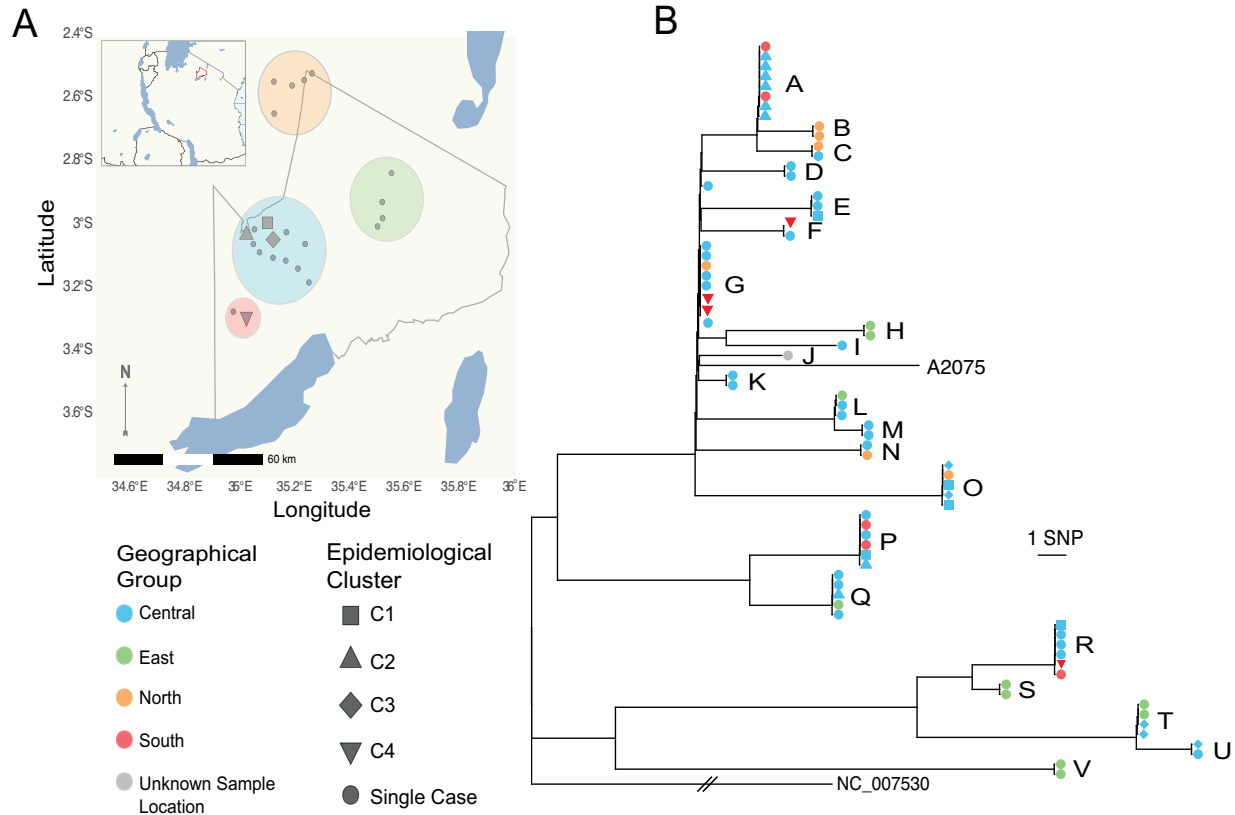 A
2.4°S
2.6°S
2.8°S
3°S
3.2°S
3.4°S
3.6°S
Latitude
N
60 km
34.6°E 34.8°E 35°E 35.2°E 35.4°E 35.6°E 35.8°E 36°E
Longitude
Geographical
Group
Central
East
North
South
Unknown Sample
Location
Epidemiological
Cluster
C1
C2
C3
C4
Single Case
B
A
B
C
D
E
F
G
H
I
J
A2075
K
L
M
N
O
P
1 SNP
Q
R
S
T
U
V
NC_007530